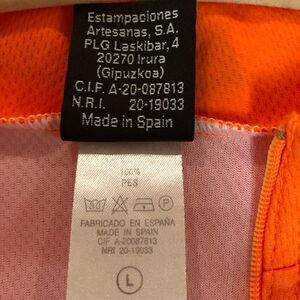 Estampaciones
Artesanas, S.A.
PLG Laskibar, 4
20270 Irura
(Gipuzkoa)
C.I.F. A-20-087813
N.R.I. 20-19033
Made in Spain
100%
PES
FABRICADO EN ESPAÑA
MADE IN SPAIN
CIF A-20087813
NRI 20-19033
L